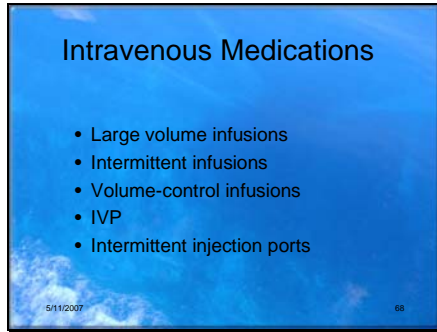 Intravenous Medications
• Large volume infusions
• Intermittent infusions
• Volume-control infusions
• IVP
• Intermittent injection ports
5/11/2007
68